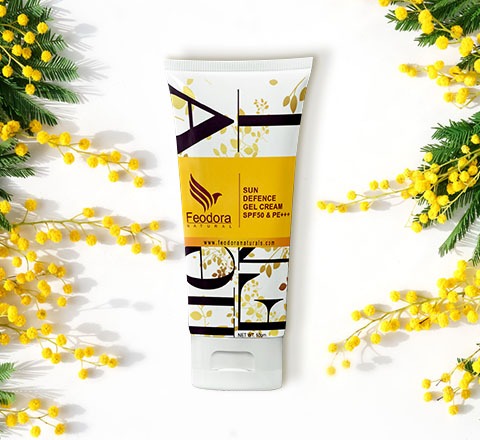 Feodora
NATURAL
SUN
DEFENCE
GEL CREAM
SPF50 & PE+++
www.feodoranaturals.com